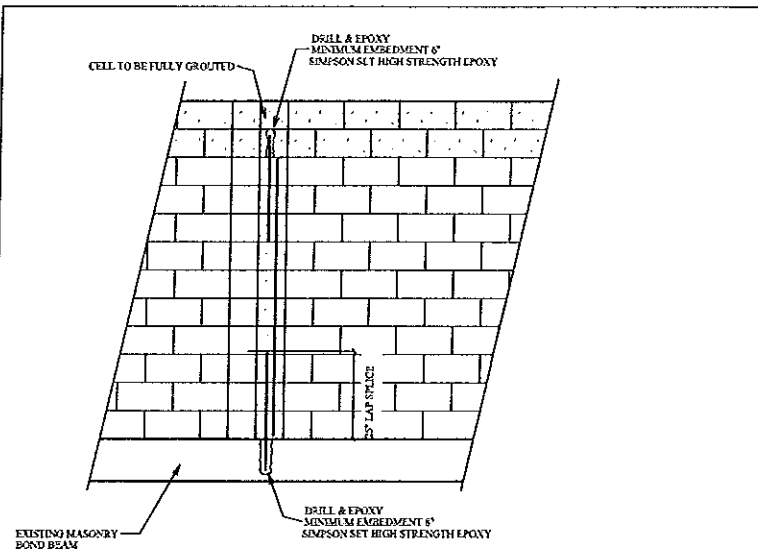 DRILL & EPOXY
MINIMUM EMBEDMENT 6"
SIMPSON SET HIGH STRENGTH EPOXY
CELL TO BE FULLY GROUTED
25" LAP SPLICE
DRILL & EPOXY
MINIMUM EMBEDMENT 6"
SIMPSON SET HIGH STRENGTH EPOXY
EXISTING MASONRY
BOND BEAM